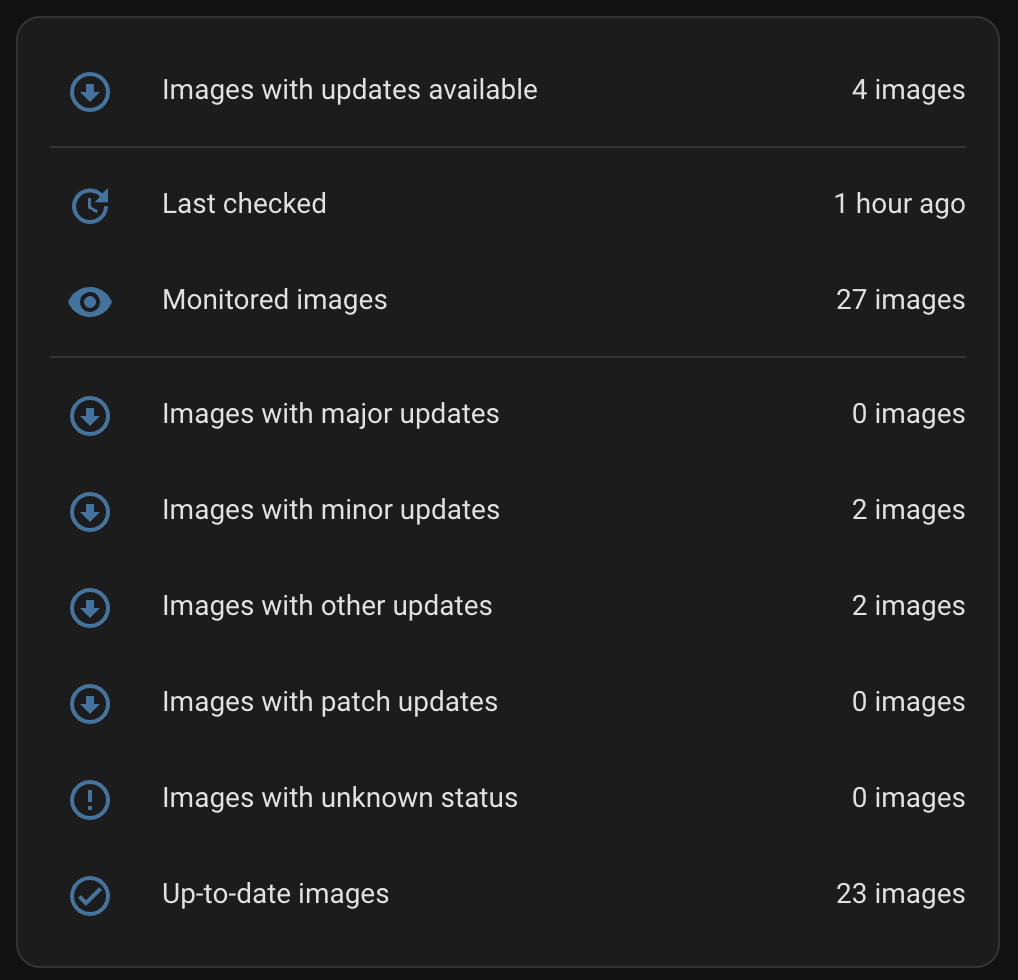 Images with updates available 4 images
Last checked 1 hour ago
Monitored images 27 images
Images with major updates 0 images
Images with minor updates 2 images
Images with other updates 2 images
Images with patch updates 0 images
Images with unknown status 0 images
Up-to-date images 23 images